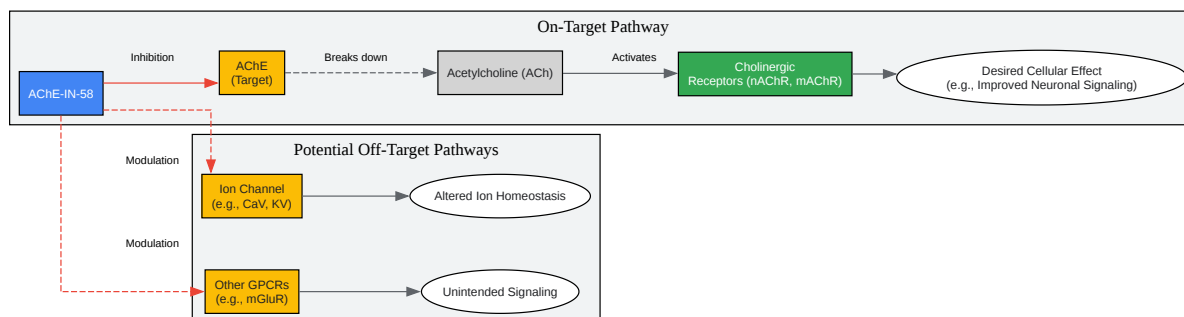 On-Target Pathway
Inhibition
Breaks down
Activates
AChE-IN-58
AChE
(Target)
Acetylcholine (ACh)
Cholinergic
Receptors (nAChR, mAChR)
Desired Cellular Effect
(e.g., Improved Neuronal Signaling)
Potential Off-Target Pathways
Modulation
Ion Channel
(e.g., CaV, KV)
Altered Ion Homeostasis
Modulation
Other GPCRs
(e.g., mGluR)
Unintended Signaling